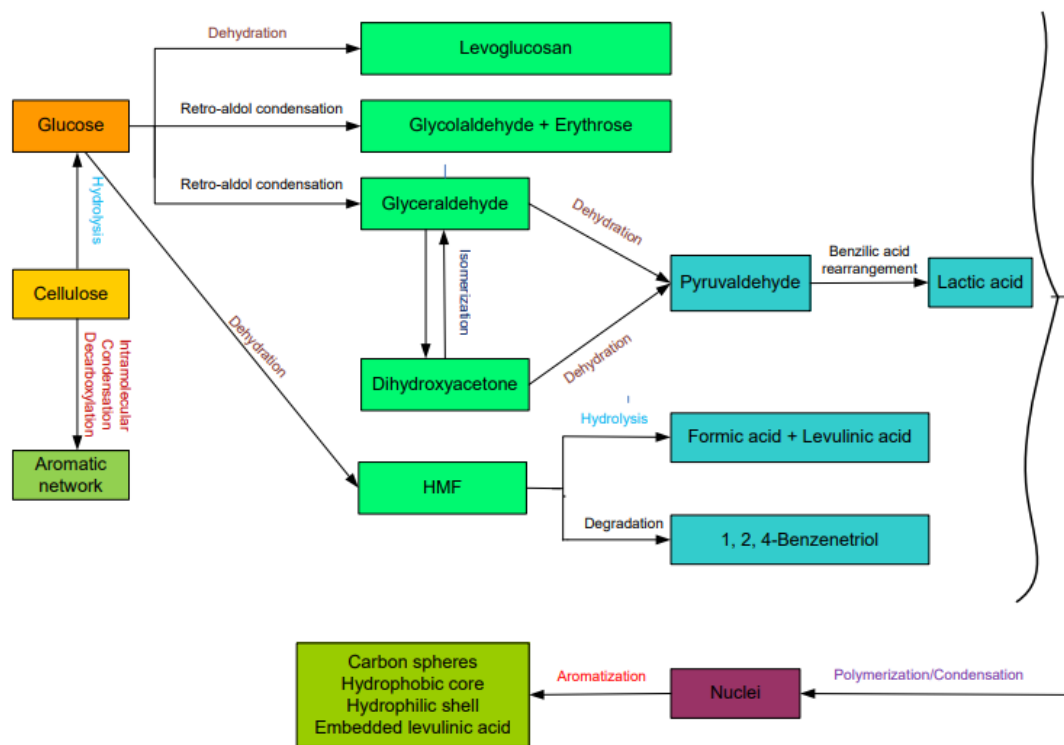 Dehydration
Levoglucosan
Retro-aldol condensation
Glucose
Glycolaldehyde + Erythrose
Retro-aldol condensation
Glyceraldehyde
Hydrolysis
Dehydration
Isomerization
Benzilic acid
rearrangement
Cellulose
Pyruvaldehyde
Lactic acid
Dehydration
Intramolecular
Condensation
Decarboxylation
Dehydration
Dihydroxyacetone
Hydrolysis
Formic acid + Levulinic acid
Aromatic
network
HMF
Degradation
1, 2, 4-Benzenetriol
Carbon spheres
Hydrophobic core
Hydrophilic shell
Embedded levulinic acid
Aromatization
Nuclei
Polymerization/Condensation